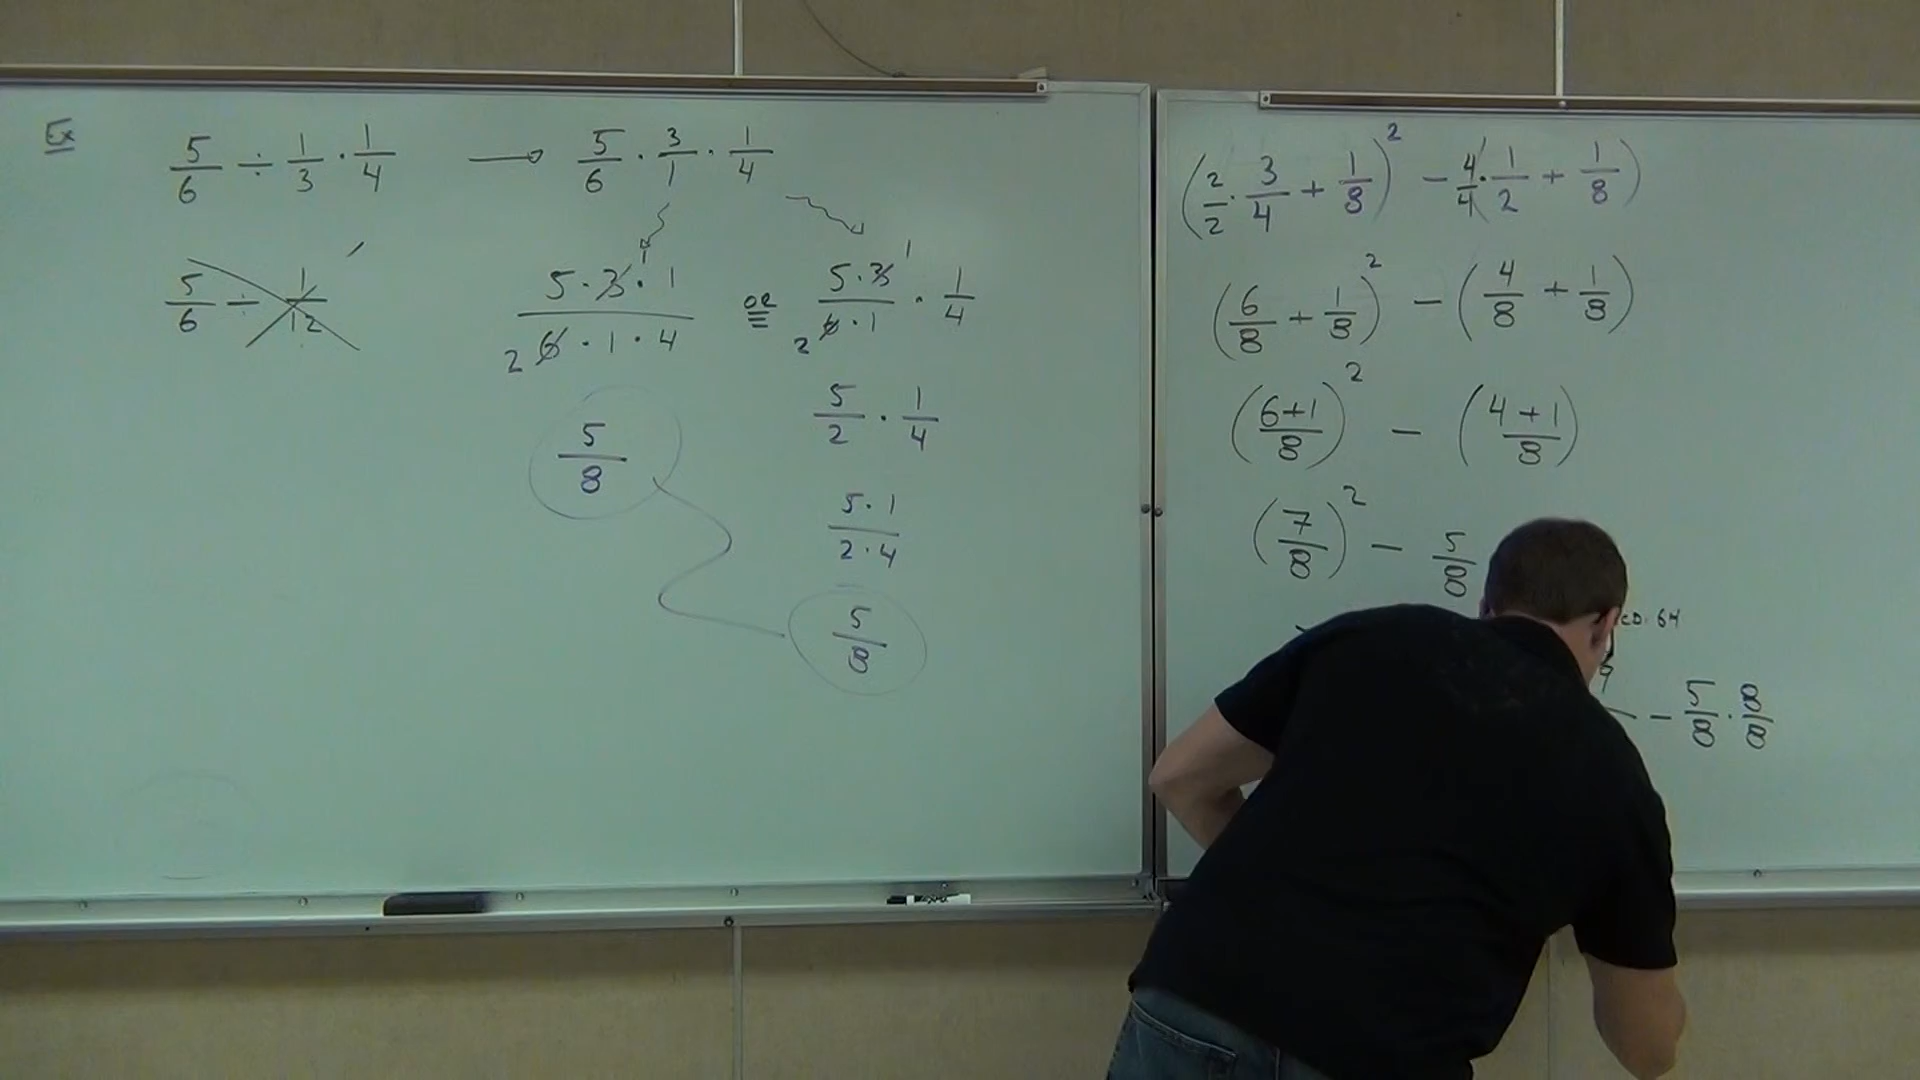 Ex
5/6 ÷ 1/3 · 1/4 → 5/6 · 3/1 · 1/4
5/6 ÷ 1/12
5·3·1 / 6·1·4
1
2
or
5·3 / 6·1 · 1/4
1
2
5/8
5/2 · 1/4
5·1 / 2·4
5/8
(2/2 · 3/4 + 1/8)² − 4/4 · (1/2 + 1/8)
(6/8 + 1/8)² − (4/8 + 1/8)
(6+1 / 8)² − (4+1 / 8)
(7/8)² − 5/8
CD: 64
− 5/8 · 8/8